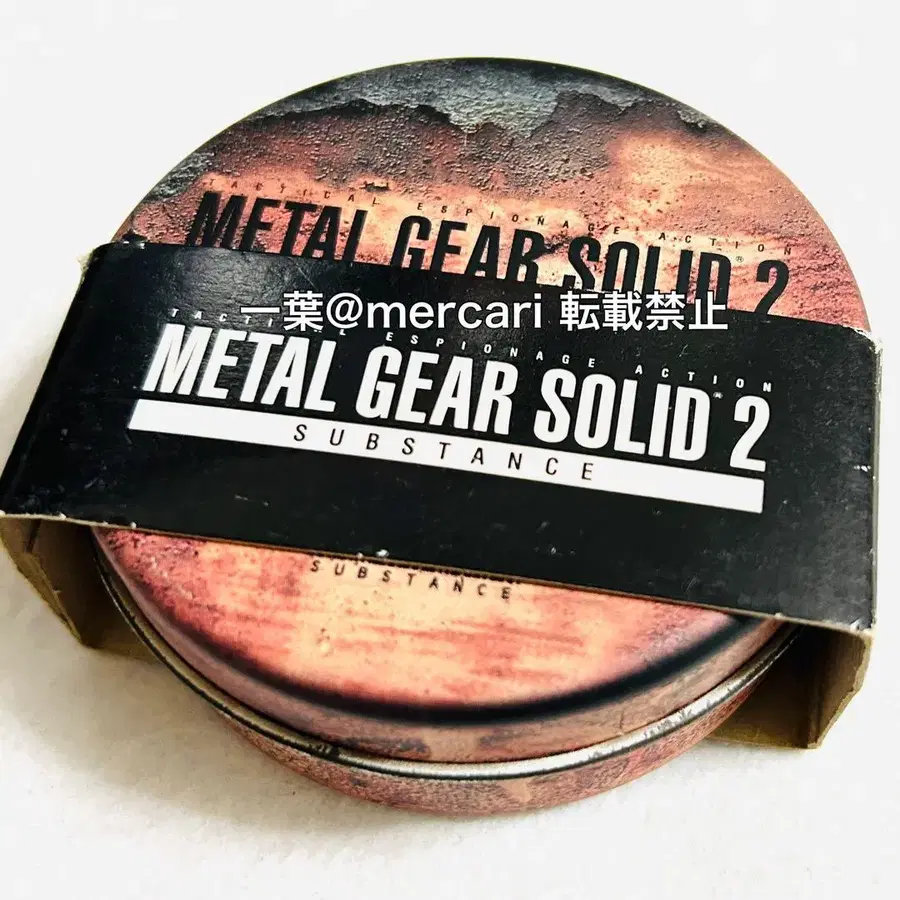 TACTICAL ESPIONAGE ACTION
METAL GEAR SOLID® 2
一葉@mercari 転載禁止
TACTICAL ESPIONAGE ACTION
METAL GEAR SOLID™ 2
SUBSTANCE
SUBSTANCE